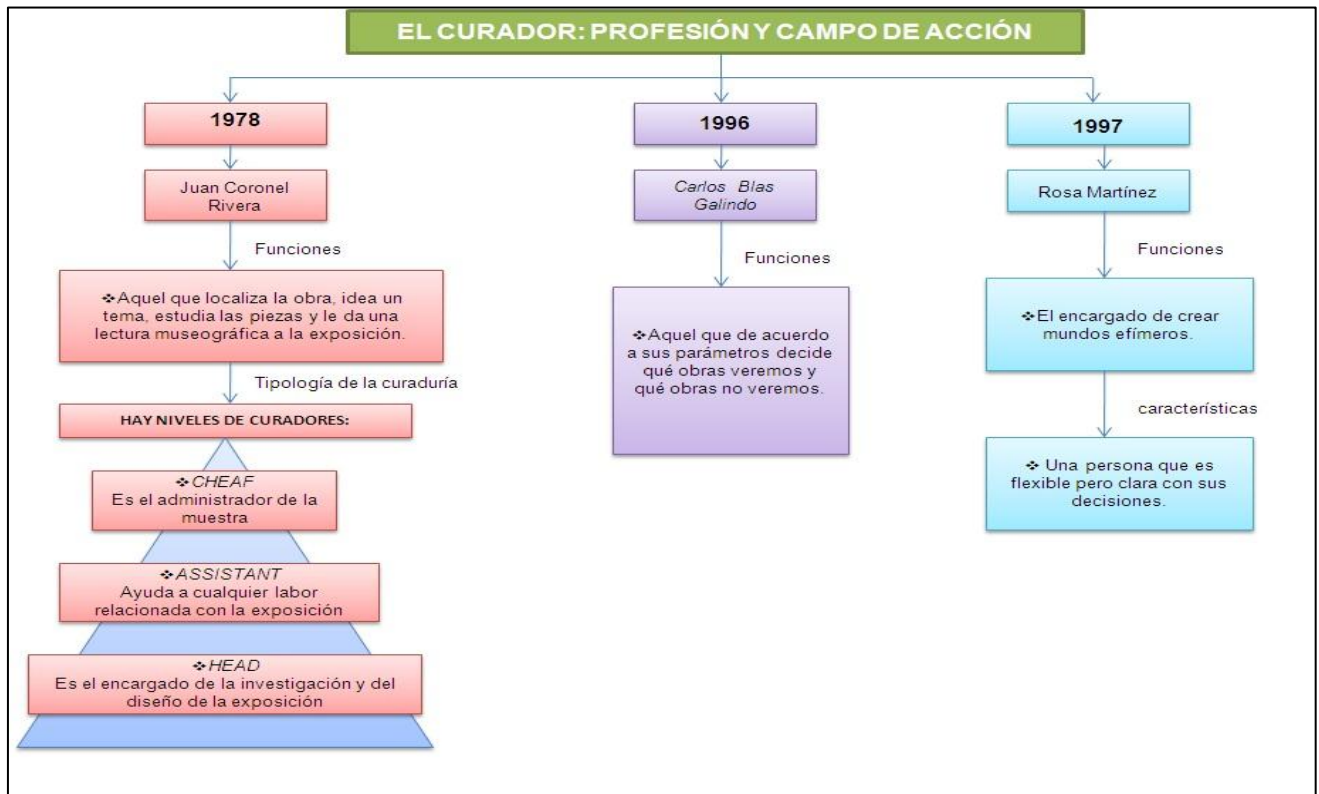 EL CURADOR: PROFESIÓN Y CAMPO DE ACCIÓN
1978
Juan Coronel
Rivera
Funciones
❖Aquel que localiza la obra, idea un
tema, estudia las piezas y le da una
lectura museográfica a la exposición.
Tipología de la curaduría
HAY NIVELES DE CURADORES:
❖CHEAF
Es el administrador de la
muestra
❖ASSISTANT
Ayuda a cualquier labor
relacionada con la exposición
❖HEAD
Es el encargado de la investigación y del
diseño de la exposición
1996
Carlos Blas
Galindo
Funciones
❖Aquel que de acuerdo
a sus parámetros decide
qué obras veremos y
qué obras no veremos.
1997
Rosa Martínez
Funciones
❖El encargado de crear
mundos efímeros.
características
❖ Una persona que es
flexible pero clara con sus
decisiones.